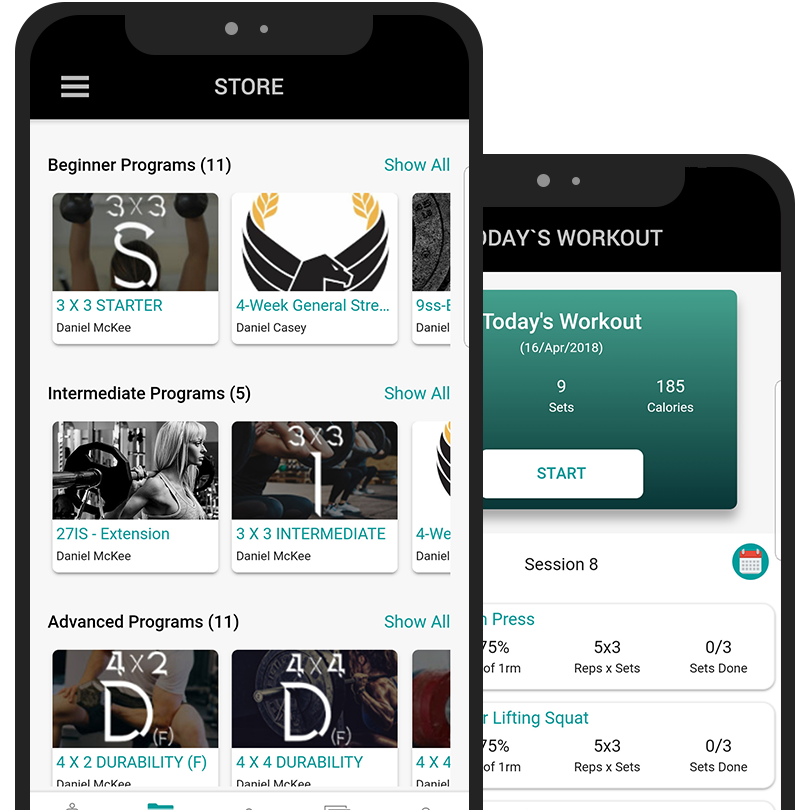 STORE
Beginner Programs (11)
Show All
3X3
S
3 X 3 STARTER
Daniel McKee
4-Week General Stre...
Daniel Casey
9ss-E
Daniel
Intermediate Programs (5)
Show All
27IS - Extension
Daniel McKee
3X3
I
3 X 3 INTERMEDIATE
Daniel McKee
4-We
Daniel
Advanced Programs (11)
Show All
4X2
D(F)
4 X 2 DURABILITY (F)
Daniel McKee
4X4
D(F)
4 X 4 DURABILITY
Daniel McKee
4 X 4
Daniel
ODAY`S WORKOUT
Today's Workout
(16/Apr/2018)
9
Sets
185
Calories
START
Session 8
Press
75%
of 1rm
5x3
Reps x Sets
0/3
Sets Done
r Lifting Squat
75%
of 1rm
5x3
Reps x Sets
0/3
Sets Done